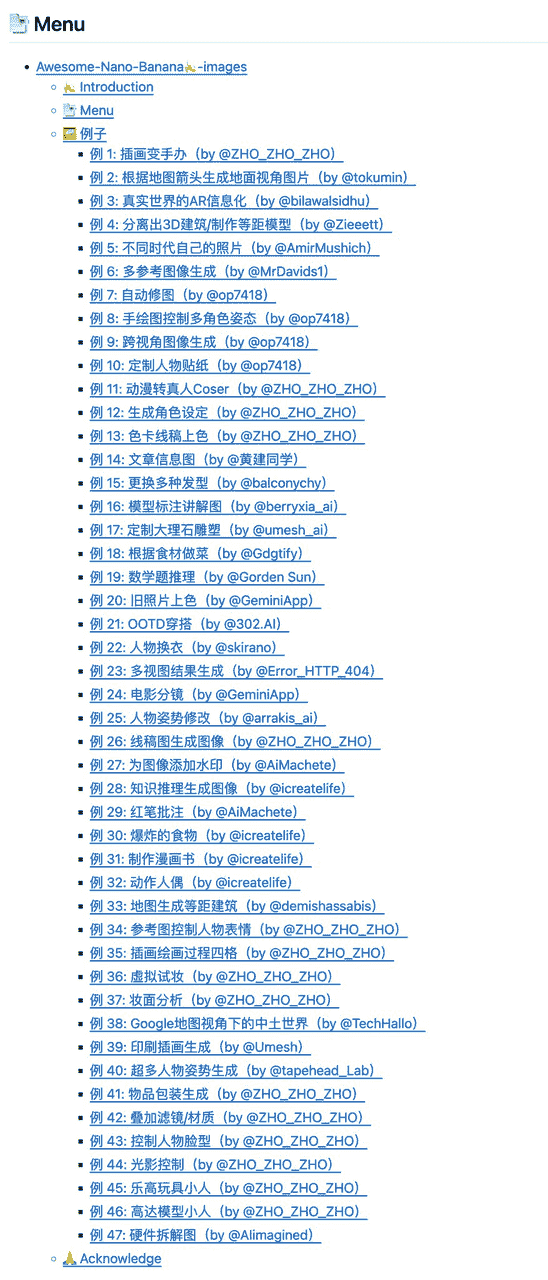 Menu
Awesome-Nano-Banana🍌-images
🍌 Introduction
📑 Menu
🖼️ 例子
例 1: 插画变手办（by @ZHO_ZHO_ZHO）
例 2: 根据地图箭头生成地面视角图片（by @tokumin）
例 3: 真实世界的AR信息化（by @bilawalsidhu）
例 4: 分离出3D建筑/制作等距模型（by @Zieeett）
例 5: 不同时代自己的照片（by @AmirMushich）
例 6: 多参考图像生成（by @MrDavids1）
例 7: 自动修图（by @op7418）
例 8: 手绘图控制多角色姿态（by @op7418）
例 9: 跨视角图像生成（by @op7418）
例 10: 定制人物贴纸（by @op7418）
例 11: 动漫转真人Coser（by @ZHO_ZHO_ZHO）
例 12: 生成角色设定（by @ZHO_ZHO_ZHO）
例 13: 色卡线稿上色（by @ZHO_ZHO_ZHO）
例 14: 文章信息图（by @黄建同学）
例 15: 更换多种发型（by @balconychy）
例 16: 模型标注讲解图（by @berryxia_ai）
例 17: 定制大理石雕塑（by @umesh_ai）
例 18: 根据食材做菜（by @Gdgtify）
例 19: 数学题推理（by @Gorden Sun）
例 20: 旧照片上色（by @GeminiApp）
例 21: OOTD穿搭（by @302.AI）
例 22: 人物换衣（by @skirano）
例 23: 多视图结果生成（by @Error_HTTP_404）
例 24: 电影分镜（by @GeminiApp）
例 25: 人物姿势修改（by @arrakis_ai）
例 26: 线稿图生成图像（by @ZHO_ZHO_ZHO）
例 27: 为图像添加水印（by @AiMachete）
例 28: 知识推理生成图像（by @icreatelife）
例 29: 红笔批注（by @AiMachete）
例 30: 爆炸的食物（by @icreatelife）
例 31: 制作漫画书（by @icreatelife）
例 32: 动作人偶（by @icreatelife）
例 33: 地图生成等距建筑（by @demishassabis）
例 34: 参考图控制人物表情（by @ZHO_ZHO_ZHO）
例 35: 插画绘画过程四格（by @ZHO_ZHO_ZHO）
例 36: 虚拟试妆（by @ZHO_ZHO_ZHO）
例 37: 妆面分析（by @ZHO_ZHO_ZHO）
例 38: Google地图视角下的中土世界（by @TechHallo）
例 39: 印刷插画生成（by @Umesh）
例 40: 超多人物姿势生成（by @tapehead_Lab）
例 41: 物品包装生成（by @ZHO_ZHO_ZHO）
例 42: 叠加滤镜/材质（by @ZHO_ZHO_ZHO）
例 43: 控制人物脸型（by @ZHO_ZHO_ZHO）
例 44: 光影控制（by @ZHO_ZHO_ZHO）
例 45: 乐高玩具小人（by @ZHO_ZHO_ZHO）
例 46: 高达模型小人（by @ZHO_ZHO_ZHO）
例 47: 硬件拆解图（by @AIimagined）
🙏 Acknowledge